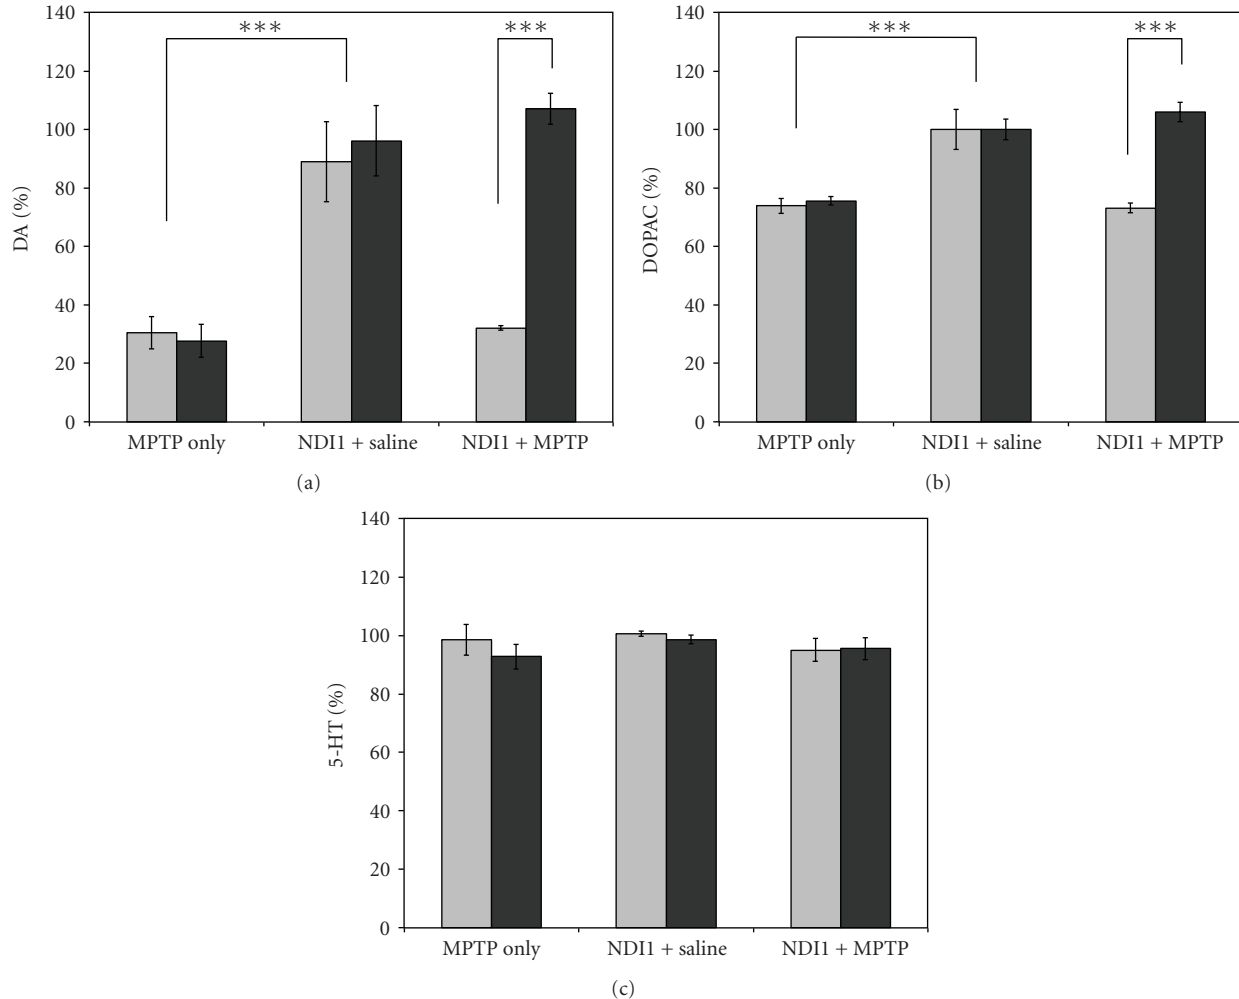 140
120
100
80
60
40
20
0
DA (%)
***
***
MPTP only
NDI1 + saline
NDI1 + MPTP
(a)
140
120
100
80
60
40
20
0
DOPAC (%)
***
***
MPTP only
NDI1 + saline
NDI1 + MPTP
(b)
140
120
100
80
60
40
20
0
5-HT (%)
MPTP only
NDI1 + saline
NDI1 + MPTP
(c)